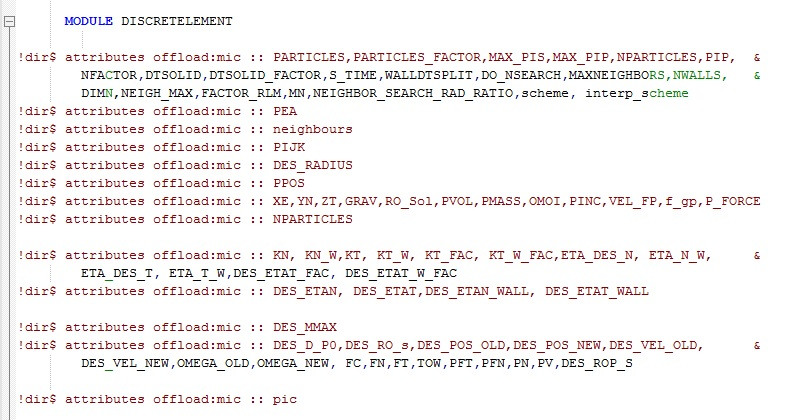 MODULE DISCRETELEMENT
!dir$ attributes offload:mic :: PARTICLES,PARTICLES_FACTOR,MAX_PIS,MAX_PIP,NPARTICLES,PIP, &
NFACTOR,DTSOLID,DTSOLID_FACTOR,S_TIME,WALLDTSPLIT,DO_NSEARCH,MAXNEIGHBORS,NWALLS, &
DIMN,NEIGH_MAX,FACTOR_RLM,MN,NEIGHBOR_SEARCH_RAD_RATIO,scheme, interp_scheme
!dir$ attributes offload:mic :: PEA
!dir$ attributes offload:mic :: neighbours
!dir$ attributes offload:mic :: PIJK
!dir$ attributes offload:mic :: DES_RADIUS
!dir$ attributes offload:mic :: PPOS
!dir$ attributes offload:mic :: XE,YN,ZT,GRAV,RO_Sol,PVOL,PMASS,OMOI,PINC,VEL_FP,f_gp,P_FORCE
!dir$ attributes offload:mic :: NPARTICLES
!dir$ attributes offload:mic :: KN, KN_W,KT, KT_W, KT_FAC, KT_W_FAC,ETA_DES_N, ETA_N_W, &
ETA_DES_T, ETA_T_W,DES_ETAT_FAC, DES_ETAT_W_FAC
!dir$ attributes offload:mic :: DES_ETAN, DES_ETAT,DES_ETAN_WALL, DES_ETAT_WALL
!dir$ attributes offload:mic :: DES_MMAX
!dir$ attributes offload:mic :: DES_D_P0,DES_RO_s,DES_POS_OLD,DES_POS_NEW,DES_VEL_OLD, &
DES_VEL_NEW,OMEGA_OLD,OMEGA_NEW, FC,FN,FT,TOW,PFT,PFN,PN,PV,DES_ROP_S
!dir$ attributes offload:mic :: pic